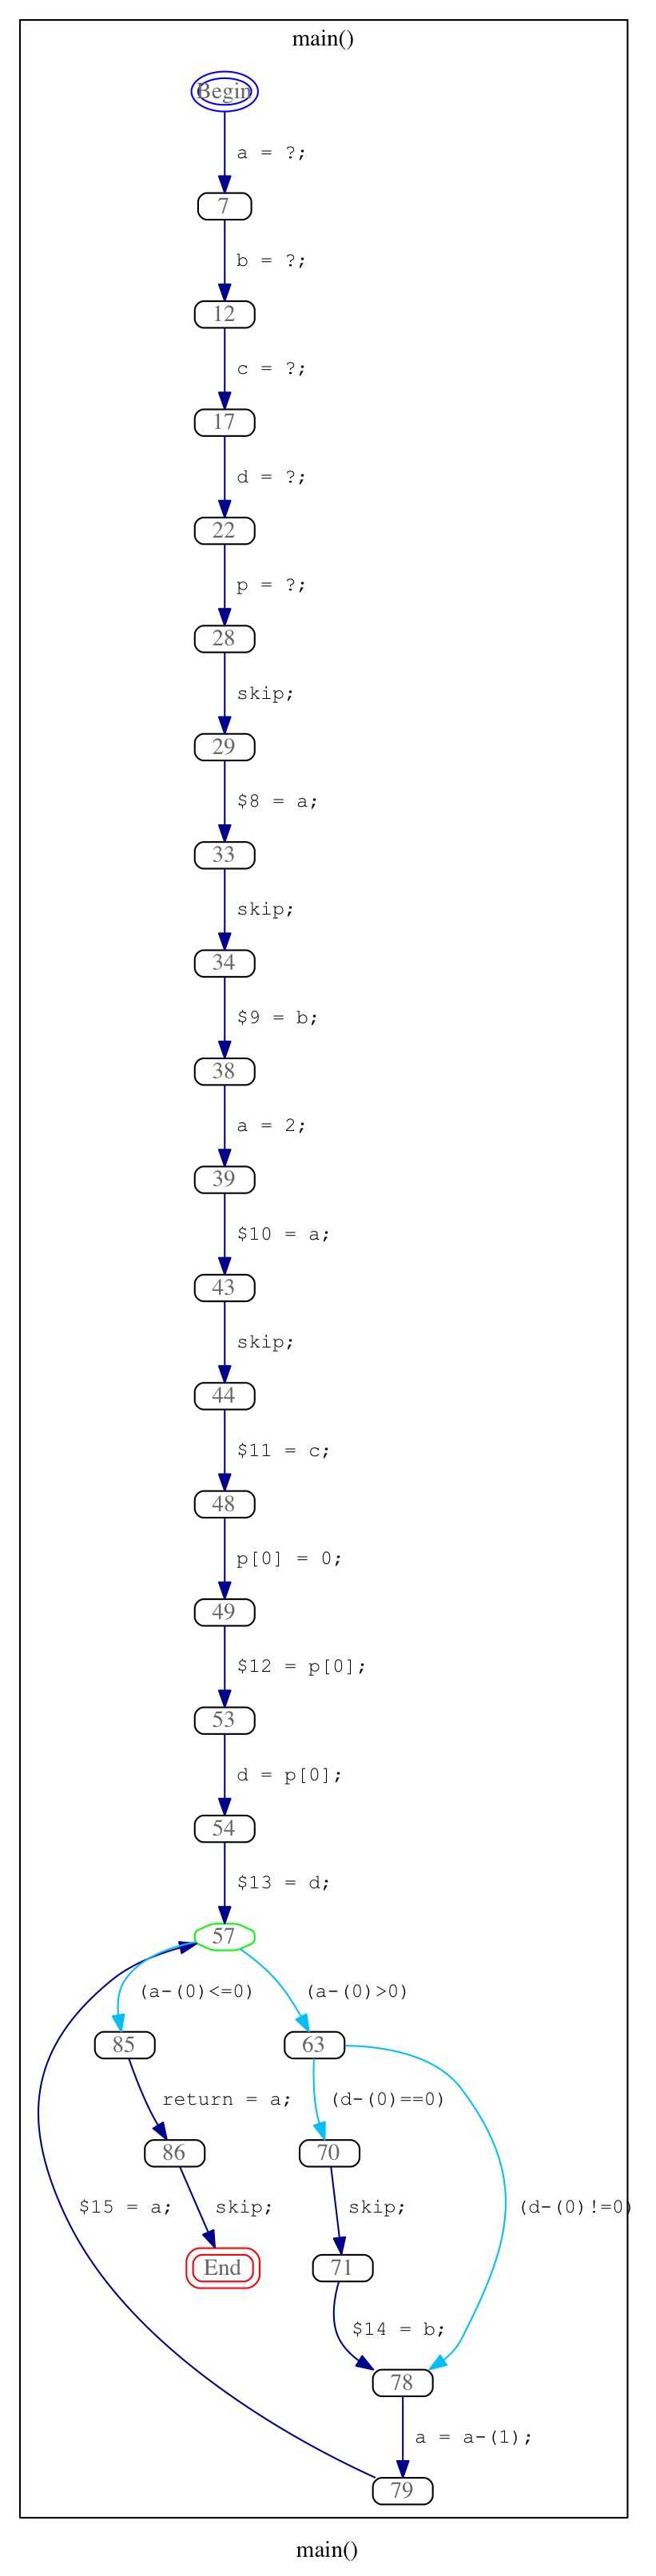 main()
Begin
a = ?;
7
b = ?;
12
c = ?;
17
d = ?;
22
p = ?;
28
skip;
29
$8 = a;
33
skip;
34
$9 = b;
38
a = 2;
39
$10 = a;
43
skip;
44
$11 = c;
48
p[0] = 0;
49
$12 = p[0];
53
d = p[0];
54
$13 = d;
57
(a-(0)<=0) (a-(0)>0)
85 63
return = a; (d-(0)==0)
86 70
$15 = a; skip; skip; (d-(0)!=0)
End 71
$14 = b;
78
a = a-(1);
79
main()